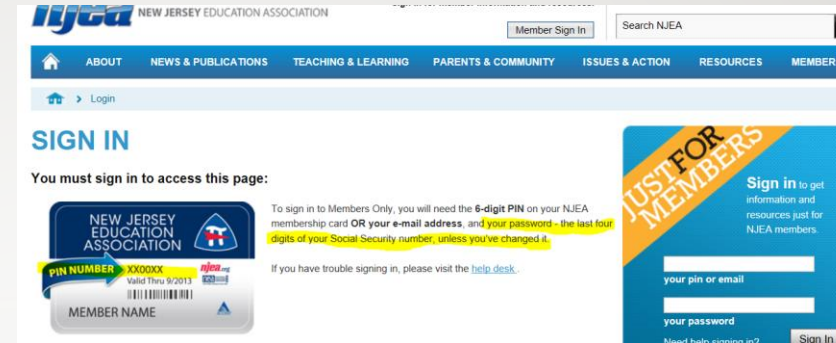 njea NEW JERSEY EDUCATION ASSOCIATION
Member Sign In
Search NJEA
ABOUT NEWS & PUBLICATIONS TEACHING & LEARNING PARENTS & COMMUNITY ISSUES & ACTION RESOURCES MEMBER
> Login
SIGN IN
You must sign in to access this page:
NEW JERSEY
EDUCATION
ASSOCIATION
PIN NUMBER XX00XX
njea.org
Valid Thru 9/2013
MEMBER NAME
To sign in to Members Only, you will need the 6-digit PIN on your NJEA
membership card OR your e-mail address, and your password - the last four
digits of your Social Security number, unless you've changed it.
If you have trouble signing in, please visit the help desk.
JUST FOR
MEMBERS
Sign in to get
information and
resources just for
NJEA members.
your pin or email
your password
Need help signing in?
Sign In